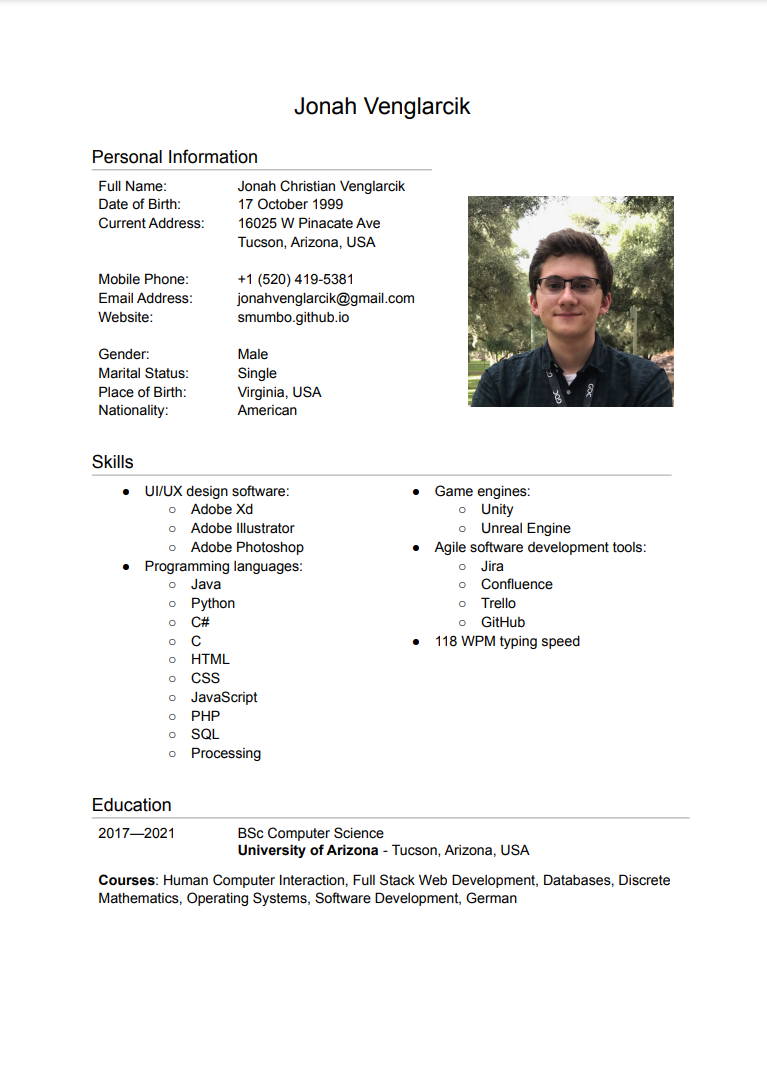 Jonah Venglarcik
Personal Information
Full Name: Jonah Christian Venglarcik
Date of Birth: 17 October 1999
Current Address: 16025 W Pinacate Ave
Tucson, Arizona, USA
Mobile Phone: +1 (520) 419-5381
Email Address: jonahvenglarcik@gmail.com
Website: smumbo.github.io
Gender: Male
Marital Status: Single
Place of Birth: Virginia, USA
Nationality: American
GDC
GDC
Skills
● UI/UX design software:
○ Adobe Xd
○ Adobe Illustrator
○ Adobe Photoshop
● Programming languages:
○ Java
○ Python
○ C#
○ C
○ HTML
○ CSS
○ JavaScript
○ PHP
○ SQL
○ Processing
● Game engines:
○ Unity
○ Unreal Engine
● Agile software development tools:
○ Jira
○ Confluence
○ Trello
○ GitHub
● 118 WPM typing speed
Education
2017—2021 BSc Computer Science
University of Arizona - Tucson, Arizona, USA
Courses: Human Computer Interaction, Full Stack Web Development, Databases, Discrete
Mathematics, Operating Systems, Software Development, German